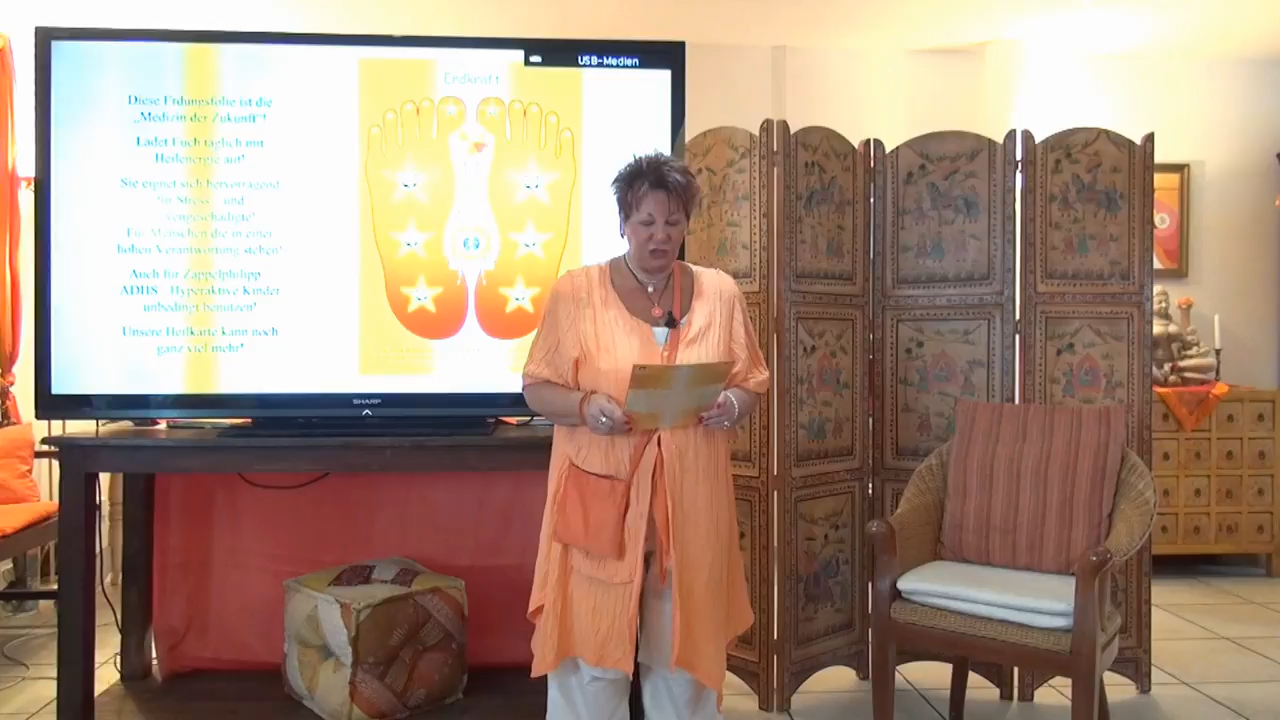 USB-Medien
Endkraft
Diese Erdungsfolie ist die
„Medizin der Zukunft"!
Ladet Euch täglich mit
Heilenergie auf!
Sie eignet sich hervorragend
für Stress - und
für Menschen die in einer
hohen Verantwortung stehen!
Auch für Zappelphilipp
ADHS - Hyperaktive Kinder
unbedingt benutzen!
Unsere Heilkarte kann noch
ganz viel mehr!
SHARP